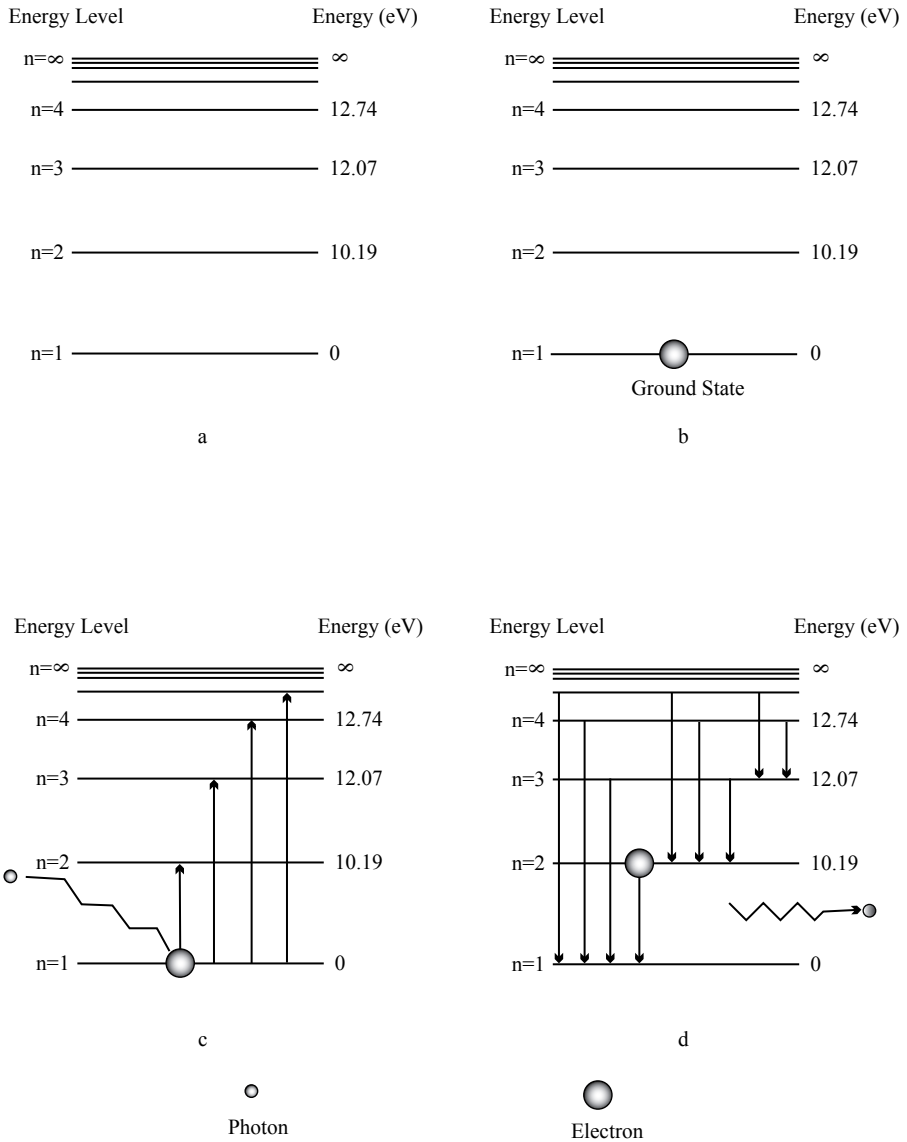 Energy Level Energy (eV)
n=∞ ∞
n=4 12.74
n=3 12.07
n=2 10.19
n=1 0
a
Energy Level Energy (eV)
n=∞ ∞
n=4 12.74
n=3 12.07
n=2 10.19
n=1 0
Ground State
b
Energy Level Energy (eV)
n=∞ ∞
n=4 12.74
n=3 12.07
n=2 10.19
n=1 0
c
Energy Level Energy (eV)
n=∞ ∞
n=4 12.74
n=3 12.07
n=2 10.19
n=1 0
d
Photon
Electron